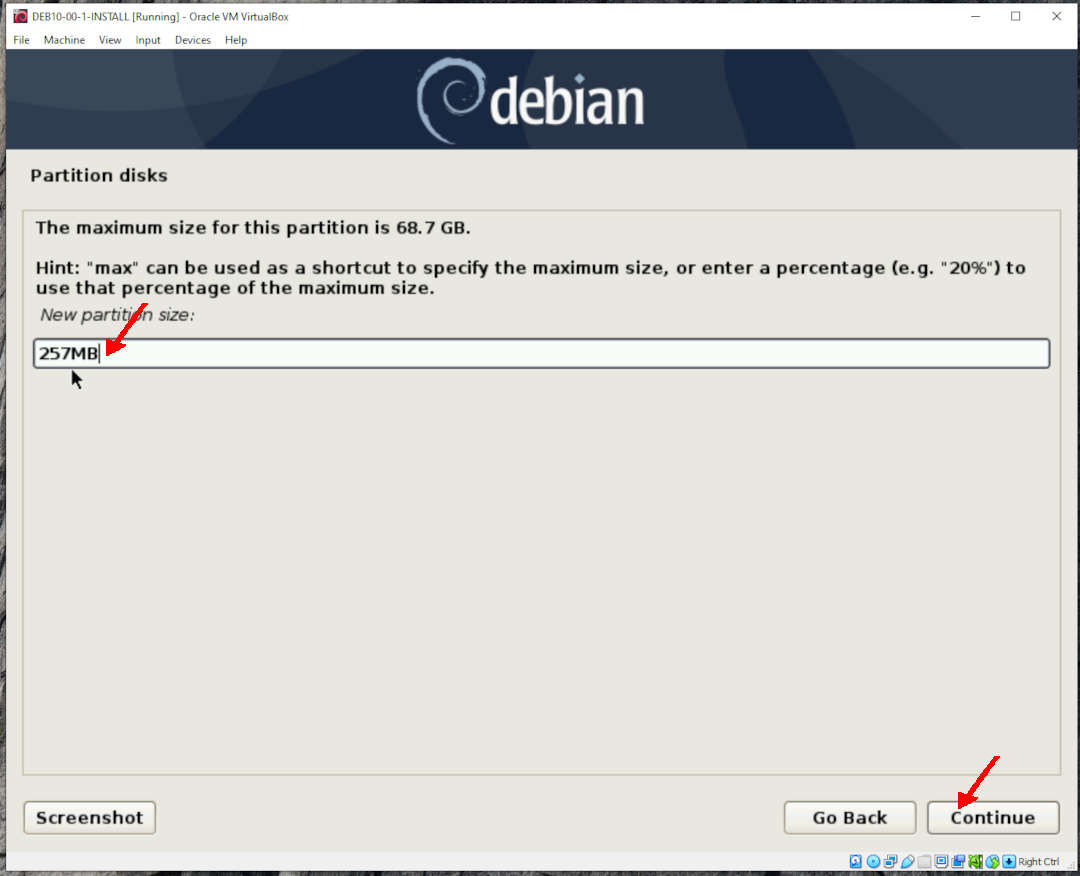 DEB10-00-1-INSTALL [Running] - Oracle VM VirtualBox
File Machine View Input Devices Help
debian
Partition disks
The maximum size for this partition is 68.7 GB.
Hint: "max" can be used as a shortcut to specify the maximum size, or enter a percentage (e.g. "20%") to
use that percentage of the maximum size.
New partition size:
257MB
Screenshot
Go Back
Continue
Right Ctrl